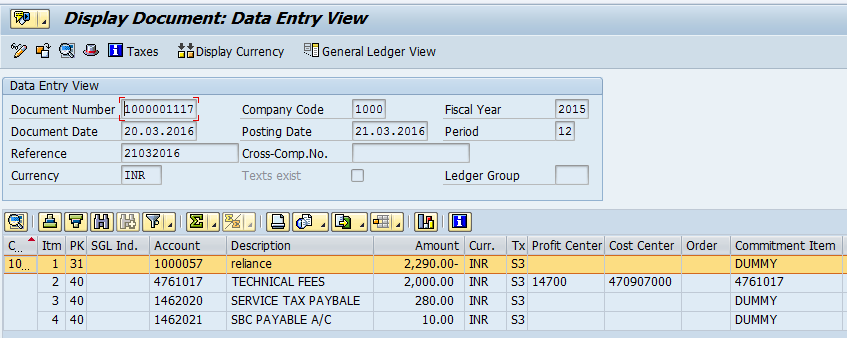 Display Document: Data Entry View
Taxes Display Currency General Ledger View
Data Entry View
Document Number 1000001117 Company Code 1000 Fiscal Year 2015
Document Date 20.03.2016 Posting Date 21.03.2016 Period 12
Reference 21032016 Cross-Comp.No.
Currency INR Texts exist Ledger Group
C... Itm PK SGL Ind. Account Description Amount Curr. Tx Profit Center Cost Center Order Commitment Item
10... 1 31 1000057 reliance 2,290.00- INR S3 DUMMY
2 40 4761017 TECHNICAL FEES 2,000.00 INR S3 14700 470907000 4761017
3 40 1462020 SERVICE TAX PAYBALE 280.00 INR S3 DUMMY
4 40 1462021 SBC PAYABLE A/C 10.00 INR S3 DUMMY